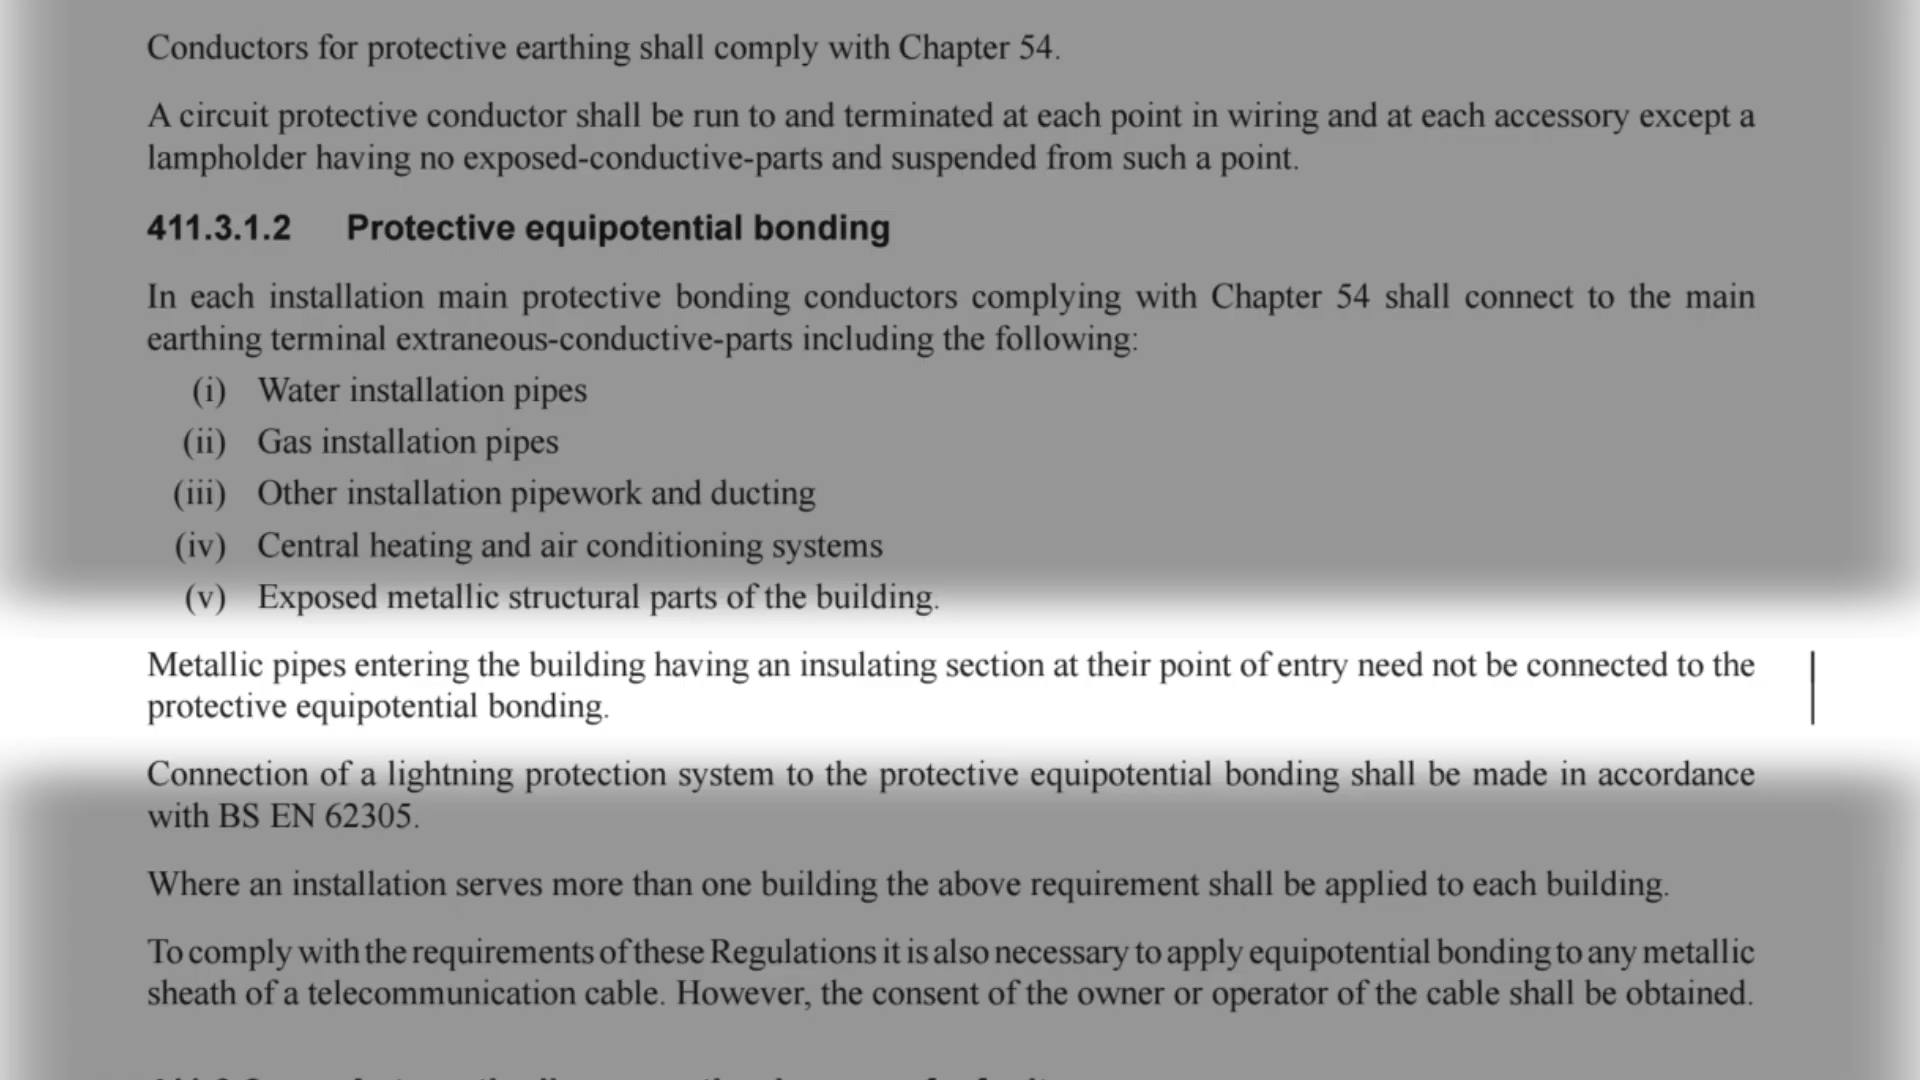 Conductors for protective earthing shall comply with Chapter 54.
A circuit protective conductor shall be run to and terminated at each point in wiring and at each accessory except a
lampholder having no exposed-conductive-parts and suspended from such a point.
411.3.1.2 Protective equipotential bonding
In each installation main protective bonding conductors complying with Chapter 54 shall connect to the main
earthing terminal extraneous-conductive-parts including the following:
(i) Water installation pipes
(ii) Gas installation pipes
(iii) Other installation pipework and ducting
(iv) Central heating and air conditioning systems
(v) Exposed metallic structural parts of the building.
Metallic pipes entering the building having an insulating section at their point of entry need not be connected to the
protective equipotential bonding.
Connection of a lightning protection system to the protective equipotential bonding shall be made in accordance
with BS EN 62305.
Where an installation serves more than one building the above requirement shall be applied to each building.
To comply with the requirements of these Regulations it is also necessary to apply equipotential bonding to any metallic
sheath of a telecommunication cable. However, the consent of the owner or operator of the cable shall be obtained.